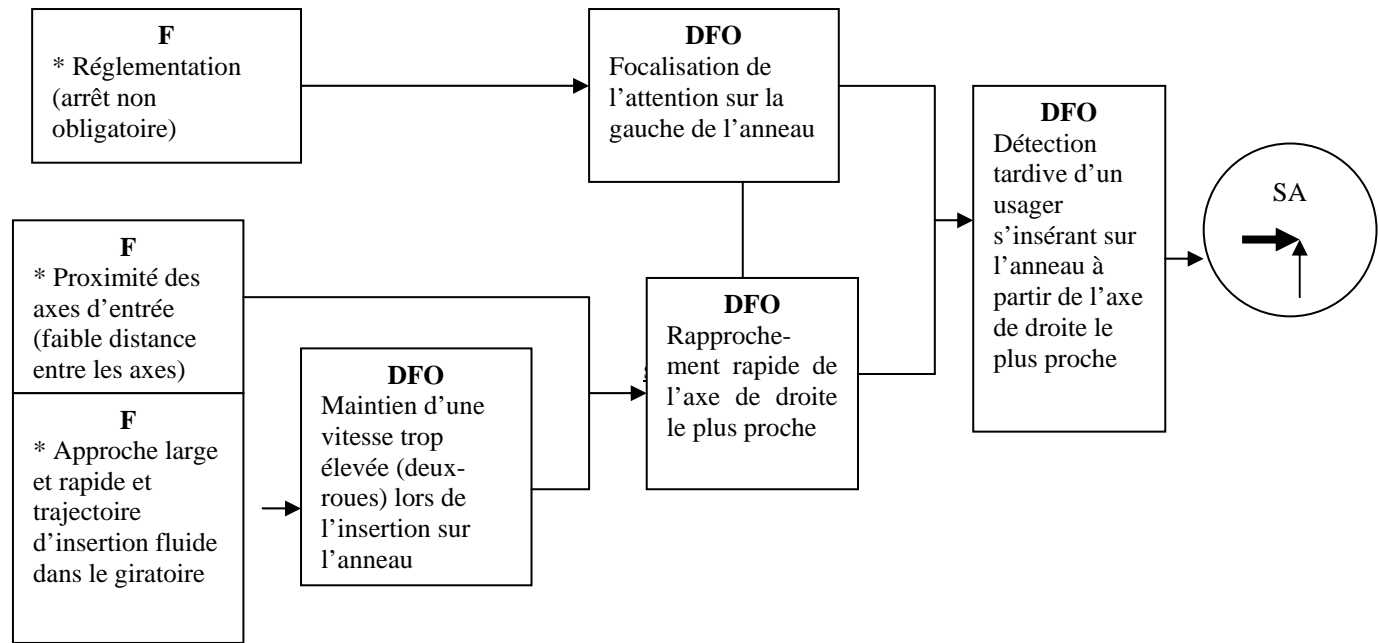 F
* Réglementation
(arrêt non
obligatoire)
DFO
Focalisation de
l’attention sur la
gauche de l’anneau
DFO
Détection
tardive d’un
usager
s’insérant sur
l’anneau à
partir de l’axe
de droite le
plus proche
SA
F
* Proximité des
axes d’entrée
(faible distance
entre les axes)
F
* Approche large
et rapide et
trajectoire
d’insertion fluide
dans le giratoire
DFO
Maintien d’une
vitesse trop
élevée (deux-
roues) lors de
l’insertion sur
l’anneau
DFO
Rapproche-
ment rapide de
l’axe de droite
le plus proche